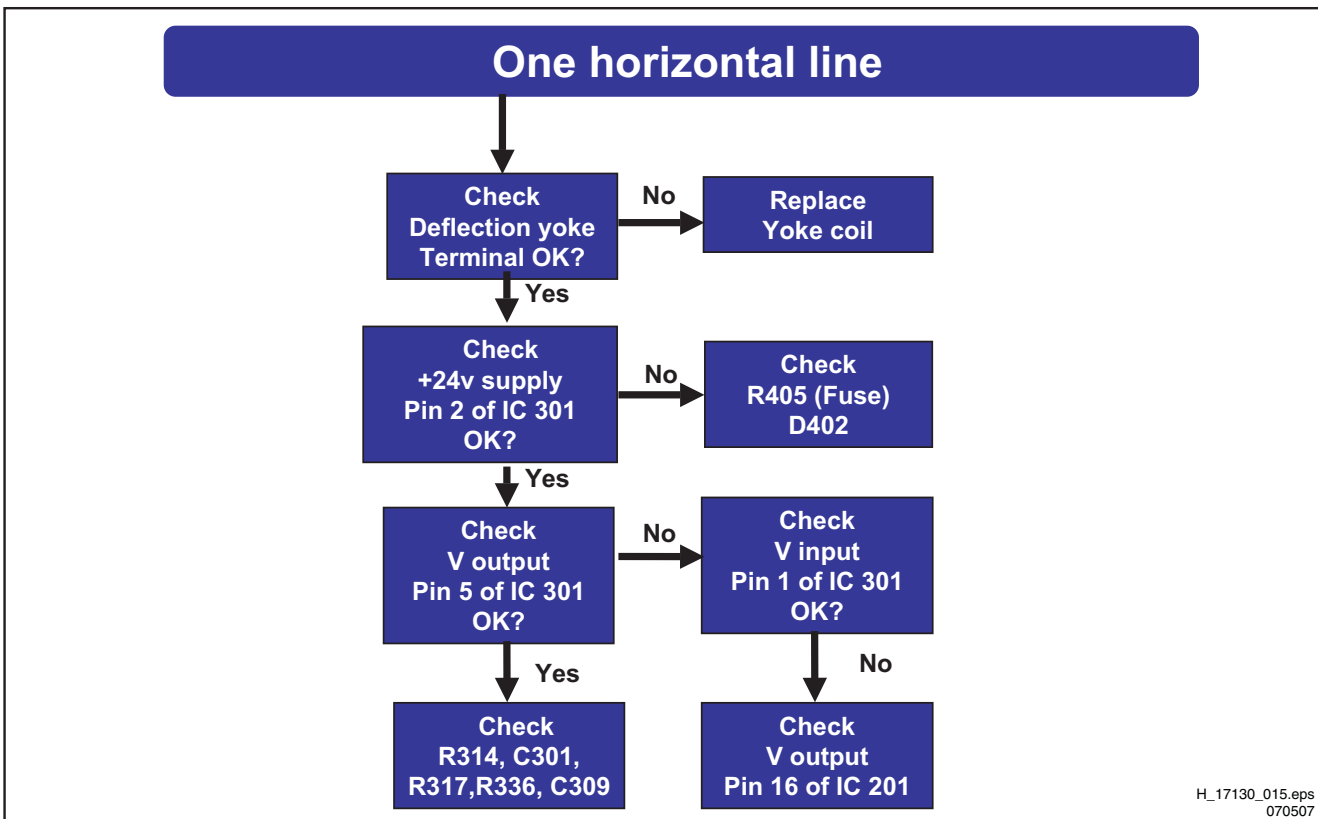 One horizontal line
Check
Deflection yoke
Terminal OK?
No
Replace
Yoke coil
Yes
Check
+24v supply
Pin 2 of IC 301
OK?
No
Check
R405 (Fuse)
D402
Yes
Check
V output
Pin 5 of IC 301
OK?
No
Check
V input
Pin 1 of IC 301
OK?
Yes
No
Check
R314, C301,
R317,R336, C309
Check
V output
Pin 16 of IC 201
H_17130_015.eps
070507